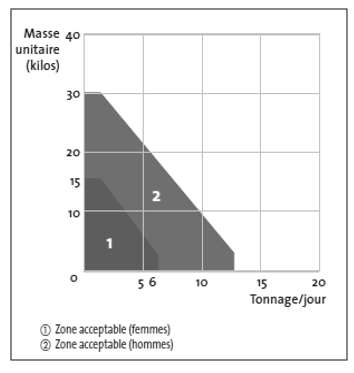 Masse
unitaire
(kilos)
40
30
20
15
10
0
2
1
5 6 10 15 20
Tonnage/jour
① Zone acceptable (femmes)
② Zone acceptable (hommes)